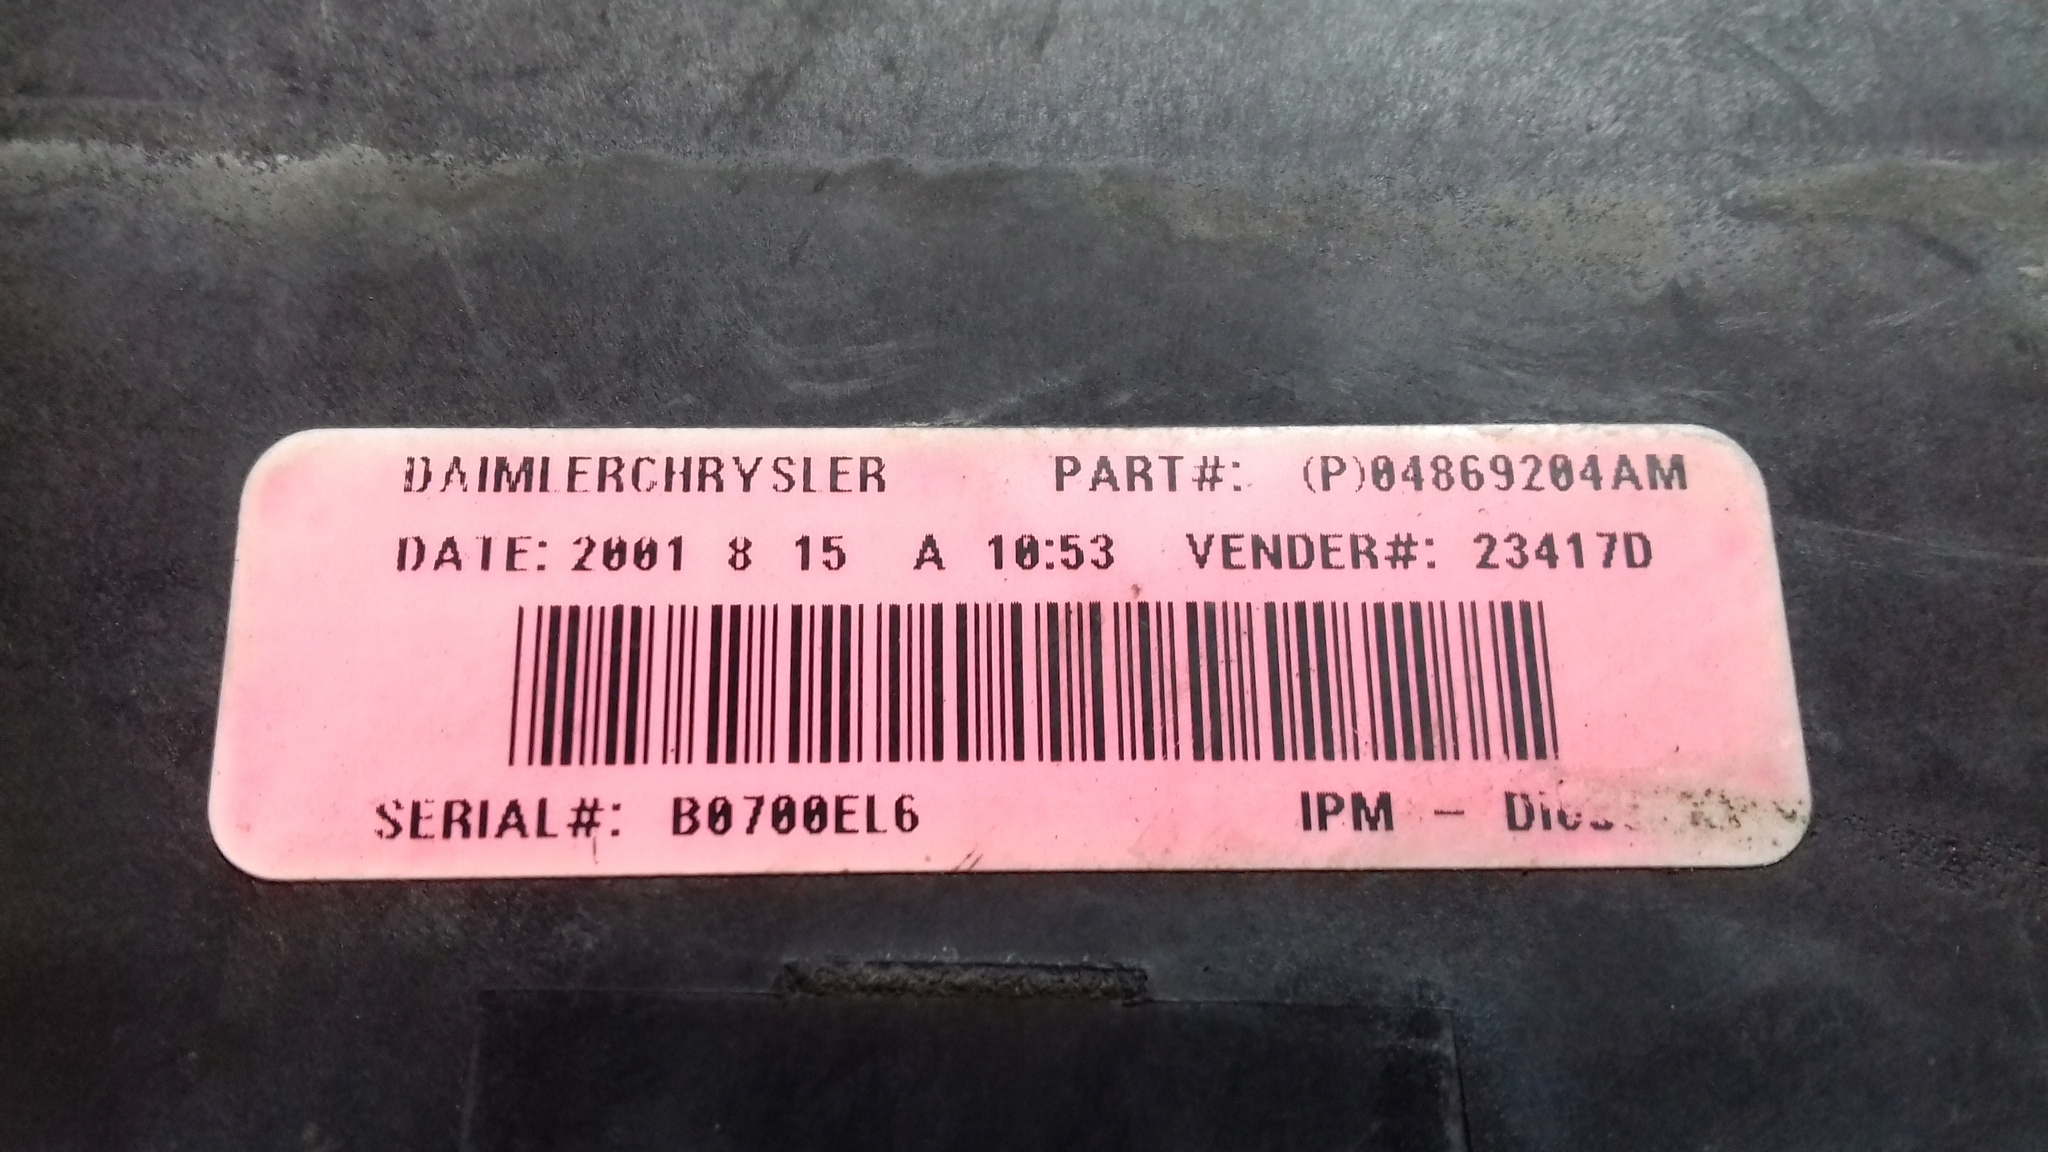 DAIMLERCHRYSLER PART#: (P)04869204AM
DATE: 2001 8 15 A 10:53 VENDER#: 23417D
SERIAL#: B0700EL6 IPM -